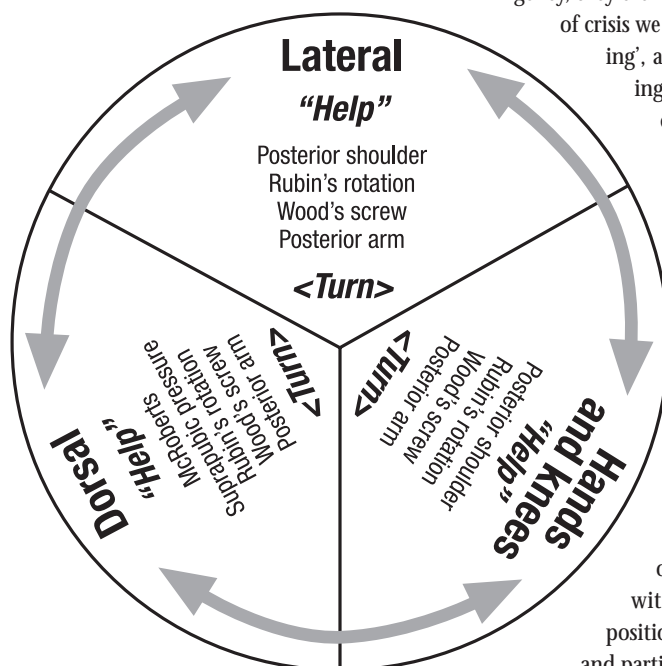 of crisis we
ing’, a
ing
Lateral
“Help”
Posterior shoulder
Rubin’s rotation
Wood’s screw
Posterior arm
<Turn>
Dorsal
“Help”
McRoberts
Suprapubic pressure
Rubin’s rotation
Wood’s screw
Posterior arm
<Turn>
Hands
and knees
“Help”
Posterior shoulder
Rubin’s rotation
Wood’s screw
Posterior arm
<Turn>
with
positio
and parti